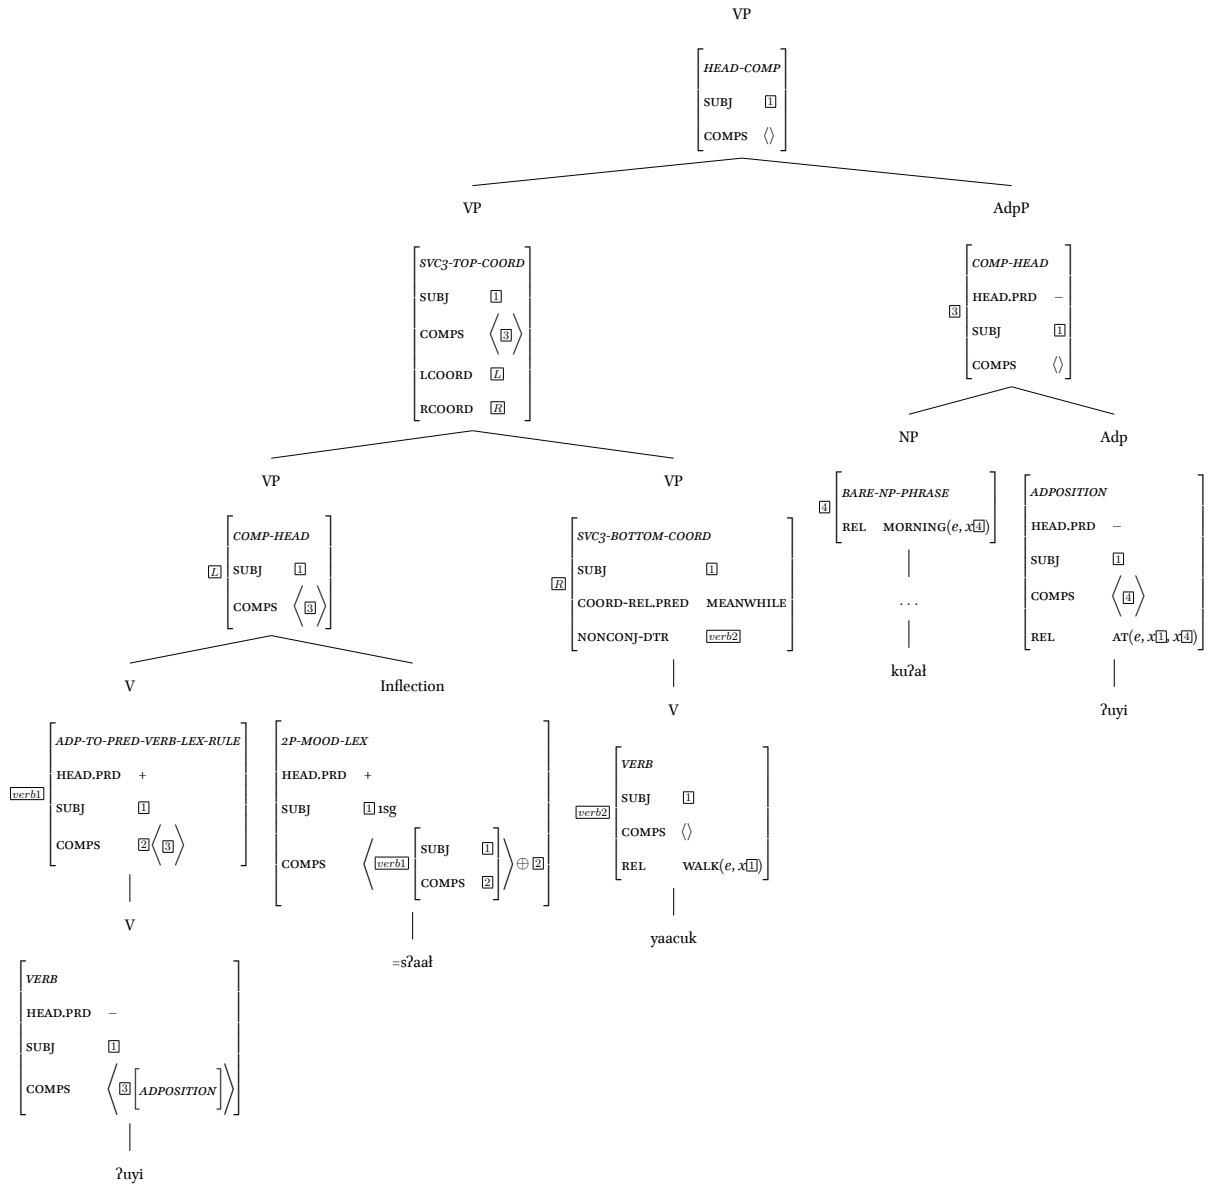 VP
HEAD-COMP
SUBJ 1
COMPS ⟨⟩
VP
SVC3-TOP-COORD
SUBJ 1
COMPS ⟨3⟩
LCOORD L
RCOORD R
AdpP
3
COMP-HEAD
HEAD.PRD –
SUBJ 1
COMPS ⟨⟩
VP
L
COMP-HEAD
SUBJ 1
COMPS ⟨3⟩
VP
R
SVC3-BOTTOM-COORD
SUBJ 1
COORD-REL.PRED MEANWHILE
NONCONJ-DTR verb2
NP
4
BARE-NP-PHRASE
REL MORNING(e, x4)
...
kuʔał
Adp
ADPOSITION
HEAD.PRD –
SUBJ 1
COMPS ⟨4⟩
REL AT(e, x1, x4)
ʔuyi
V
verb1
ADP-TO-PRED-VERB-LEX-RULE
HEAD.PRD +
SUBJ 1
COMPS 2⟨3⟩
Inflection
2P-MOOD-LEX
HEAD.PRD +
SUBJ 1 1sg
COMPS ⟨verb1 [SUBJ 1
COMPS 2]⟩ ⊕ 2
=sʔaał
V
verb2
VERB
SUBJ 1
COMPS ⟨⟩
REL WALK(e, x1)
yaacuk
V
VERB
HEAD.PRD –
SUBJ 1
COMPS ⟨3 [ADPOSITION]⟩
ʔuyi